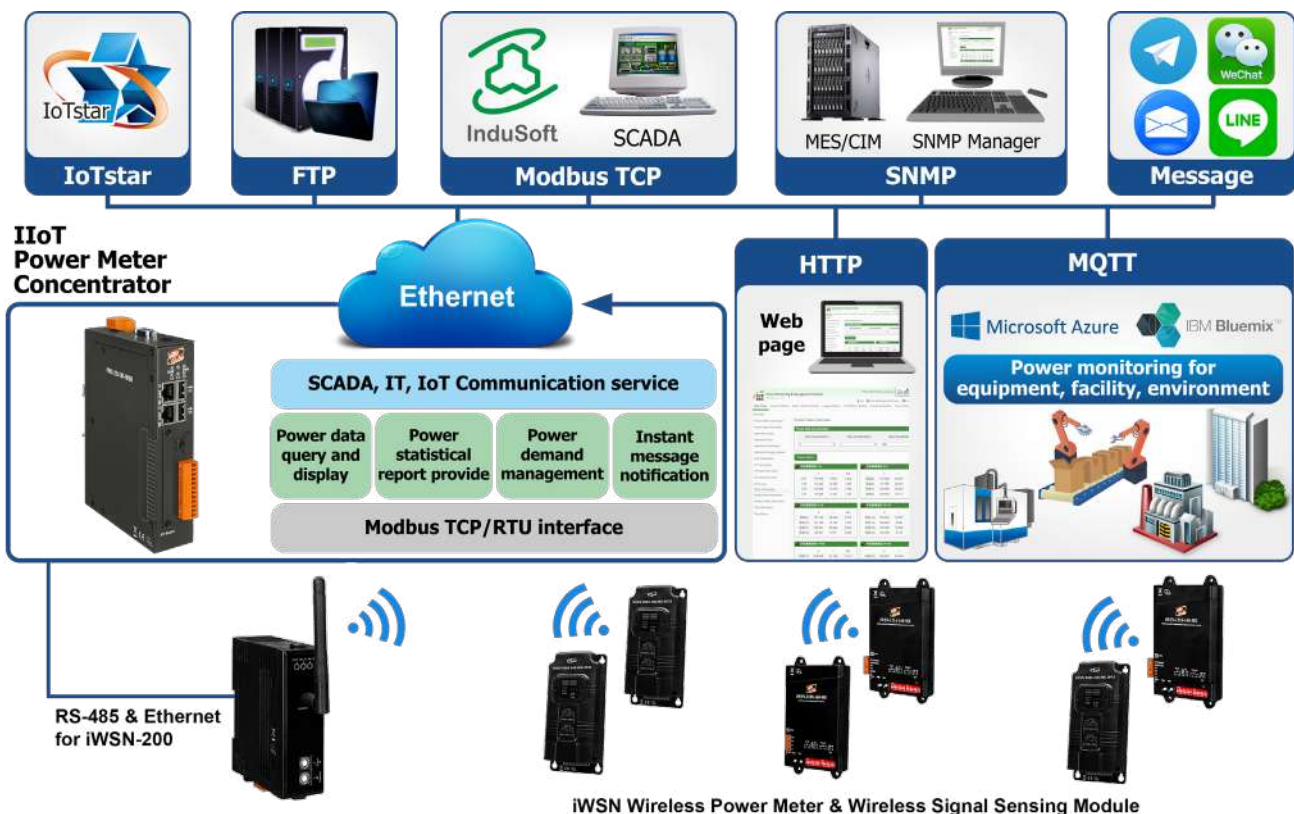 IoTstar
InduSoft
SCADA
MES/CIM
SNMP Manager
WeChat
LINE
IoTstar
FTP
Modbus TCP
SNMP
Message
IIoT
Power Meter
Concentrator
Ethernet
HTTP
MQTT
Web
page
Microsoft Azure
IBM Bluemix™
Power monitoring for
equipment, facility, environment
SCADA, IT, IoT Communication service
Power data
query and
display
Power
statistical
report provide
Power
demand
management
Instant
message
notification
Modbus TCP/RTU interface
RS-485 & Ethernet
for iWSN-200
iWSN Wireless Power Meter & Wireless Signal Sensing Module